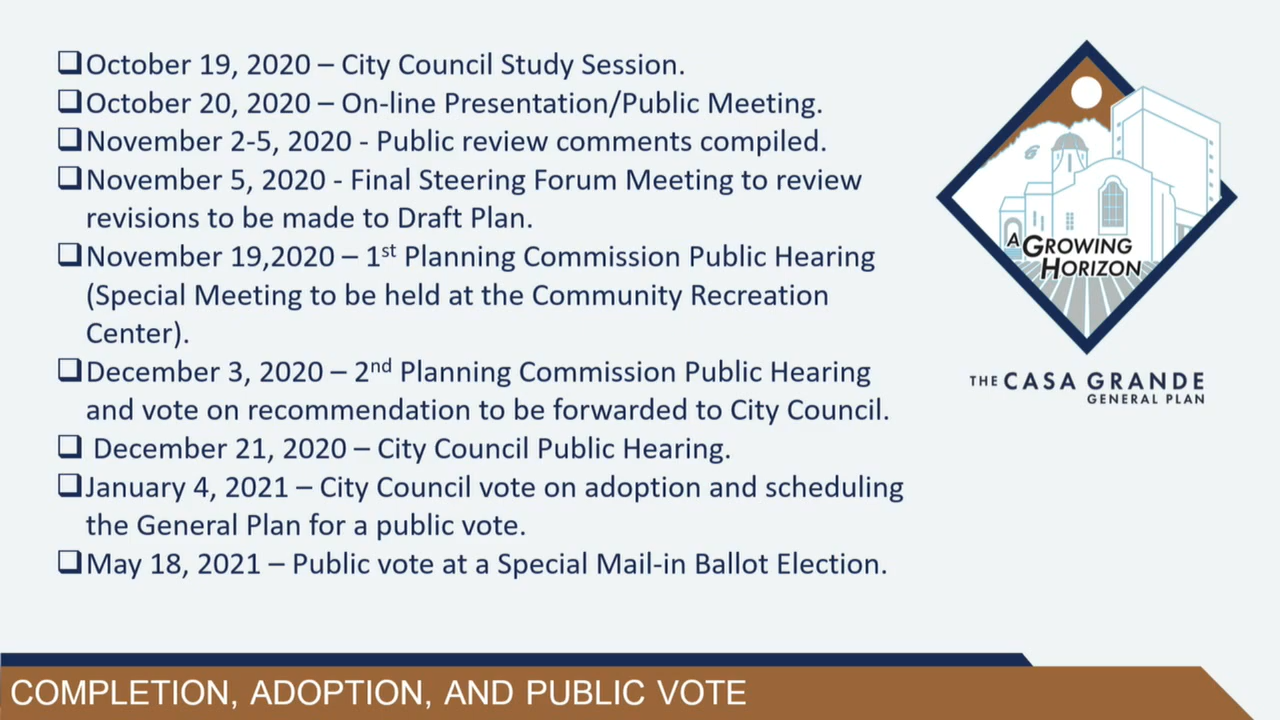 ❑October 19, 2020 – City Council Study Session.
❑October 20, 2020 – On-line Presentation/Public Meeting.
❑November 2-5, 2020 - Public review comments compiled.
❑November 5, 2020 - Final Steering Forum Meeting to review
revisions to be made to Draft Plan.
❑November 19,2020 – 1st Planning Commission Public Hearing
(Special Meeting to be held at the Community Recreation
Center).
❑December 3, 2020 – 2nd Planning Commission Public Hearing
and vote on recommendation to be forwarded to City Council.
❑ December 21, 2020 – City Council Public Hearing.
❑January 4, 2021 – City Council vote on adoption and scheduling
the General Plan for a public vote.
❑May 18, 2021 – Public vote at a Special Mail-in Ballot Election.
A GROWING
HORIZON
THE CASA GRANDE
GENERAL PLAN
COMPLETION, ADOPTION, AND PUBLIC VOTE